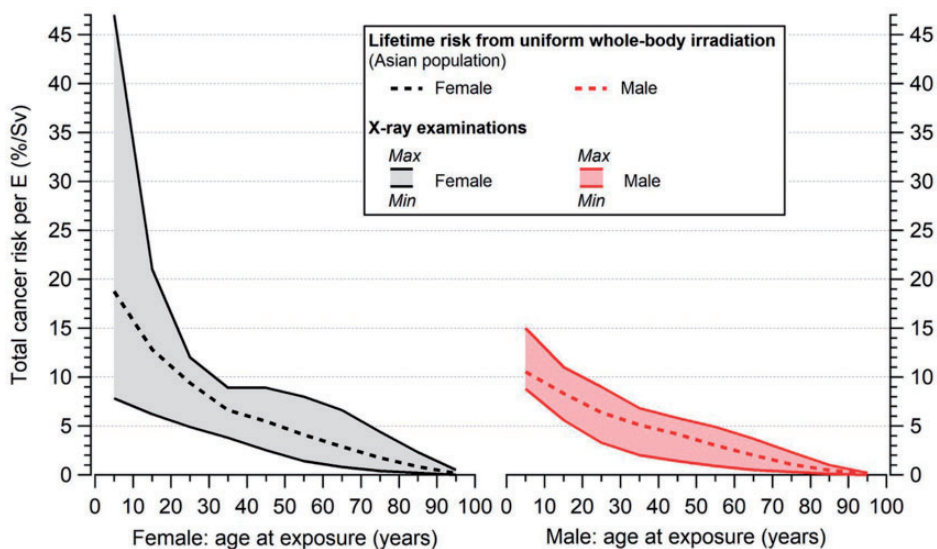 Total cancer risk per E (%/Sv)
45
40
35
30
25
20
15
10
5
0
Lifetime risk from uniform whole-body irradiation
(Asian population)
Female Male
X-ray examinations
Max Max
Female Male
Min Min
45
40
35
30
25
20
15
10
5
0
0 10 20 30 40 50 60 70 80 90 100
Female: age at exposure (years)
0 10 20 30 40 50 60 70 80 90 100
Male: age at exposure (years)